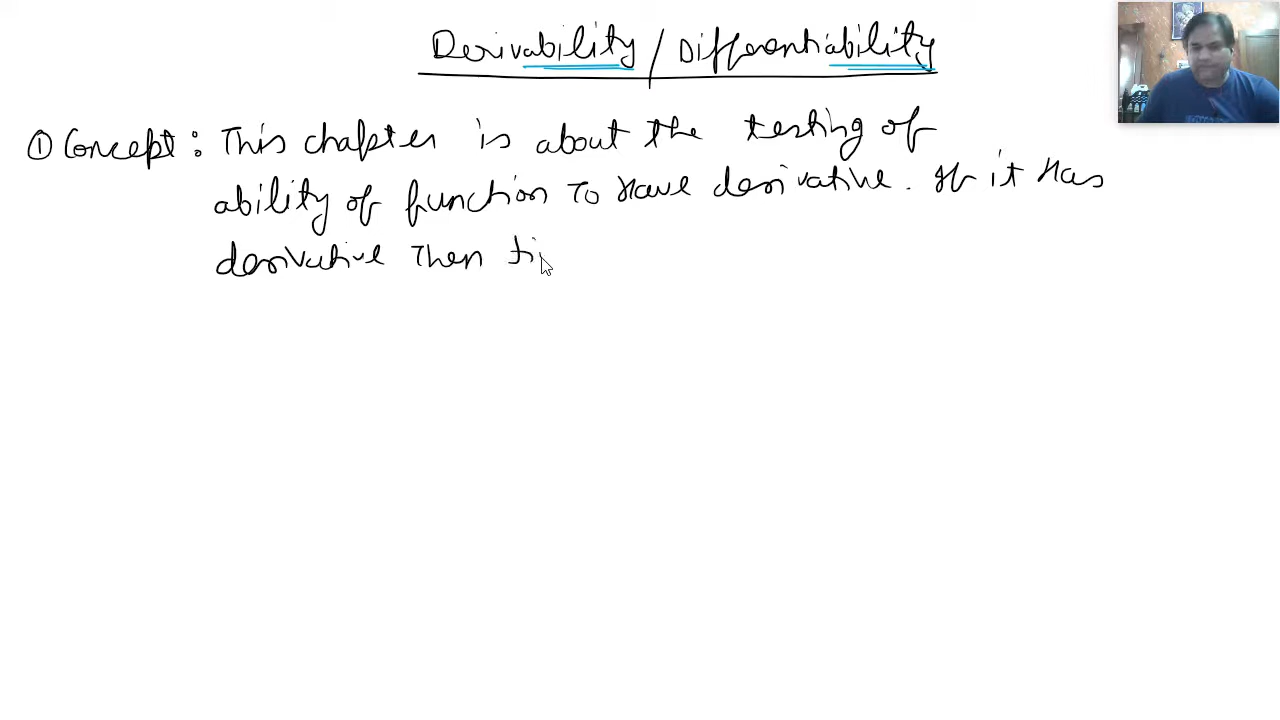 Derivability / Differentiability
① Concept : This chapter is about the testing of
ability of function To Have derivative. If it Has
derivative Then